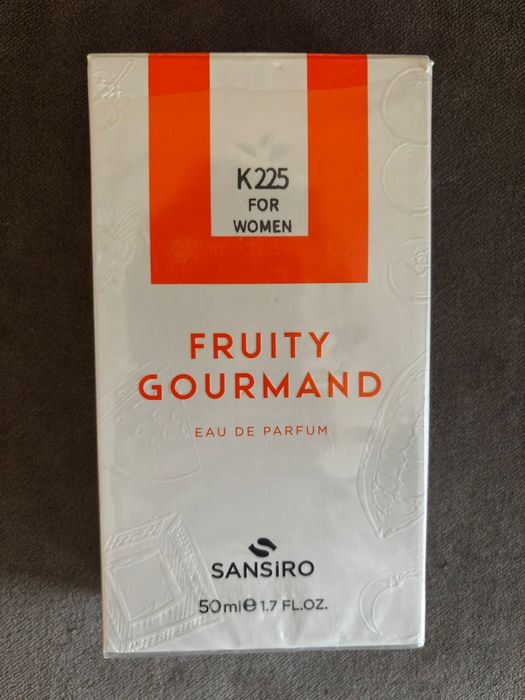 K225
FOR
WOMEN
FRUITY
GOURMAND
EAU DE PARFUM
SANSiRO
50ml℮1.7 FL.OZ.